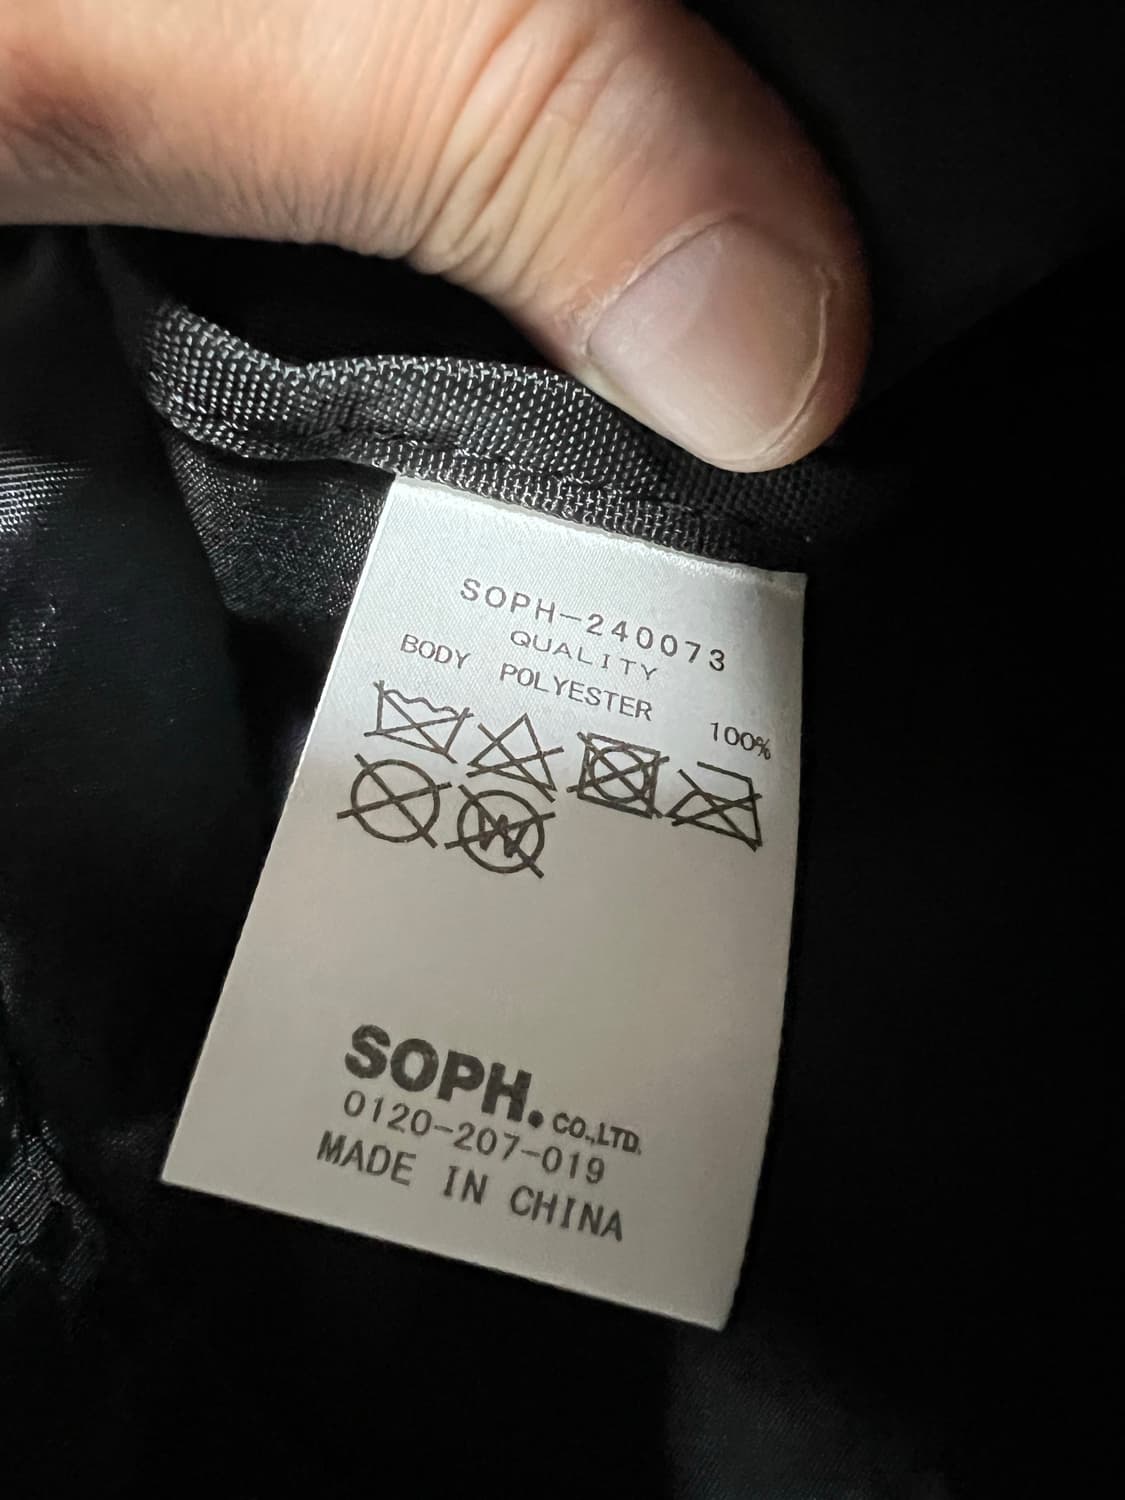 SOPH-240073
QUALITY
BODY POLYESTER 100%
W
SOPH. CO.,LTD.
0120-207-019
MADE IN CHINA